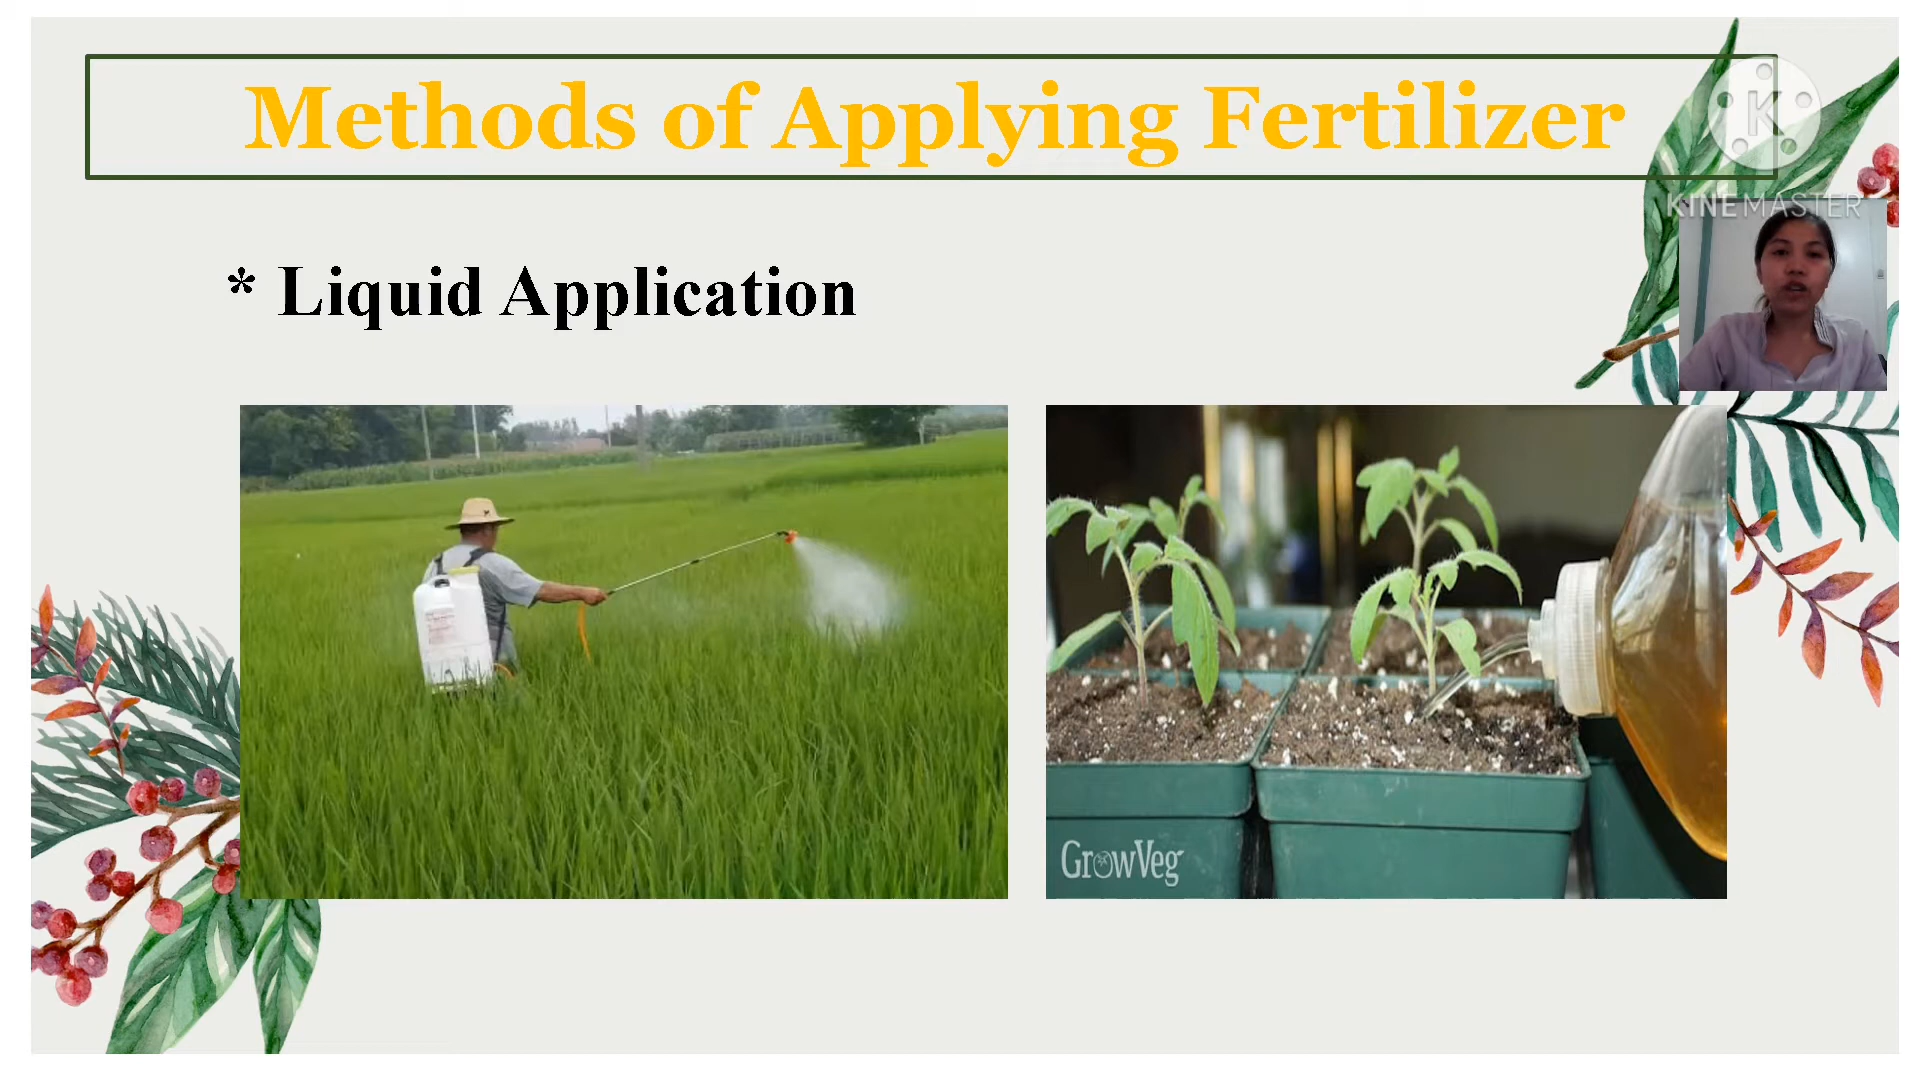 Methods of Applying Fertilizer
K
KINEMASTER
* Liquid Application
GrowVeg